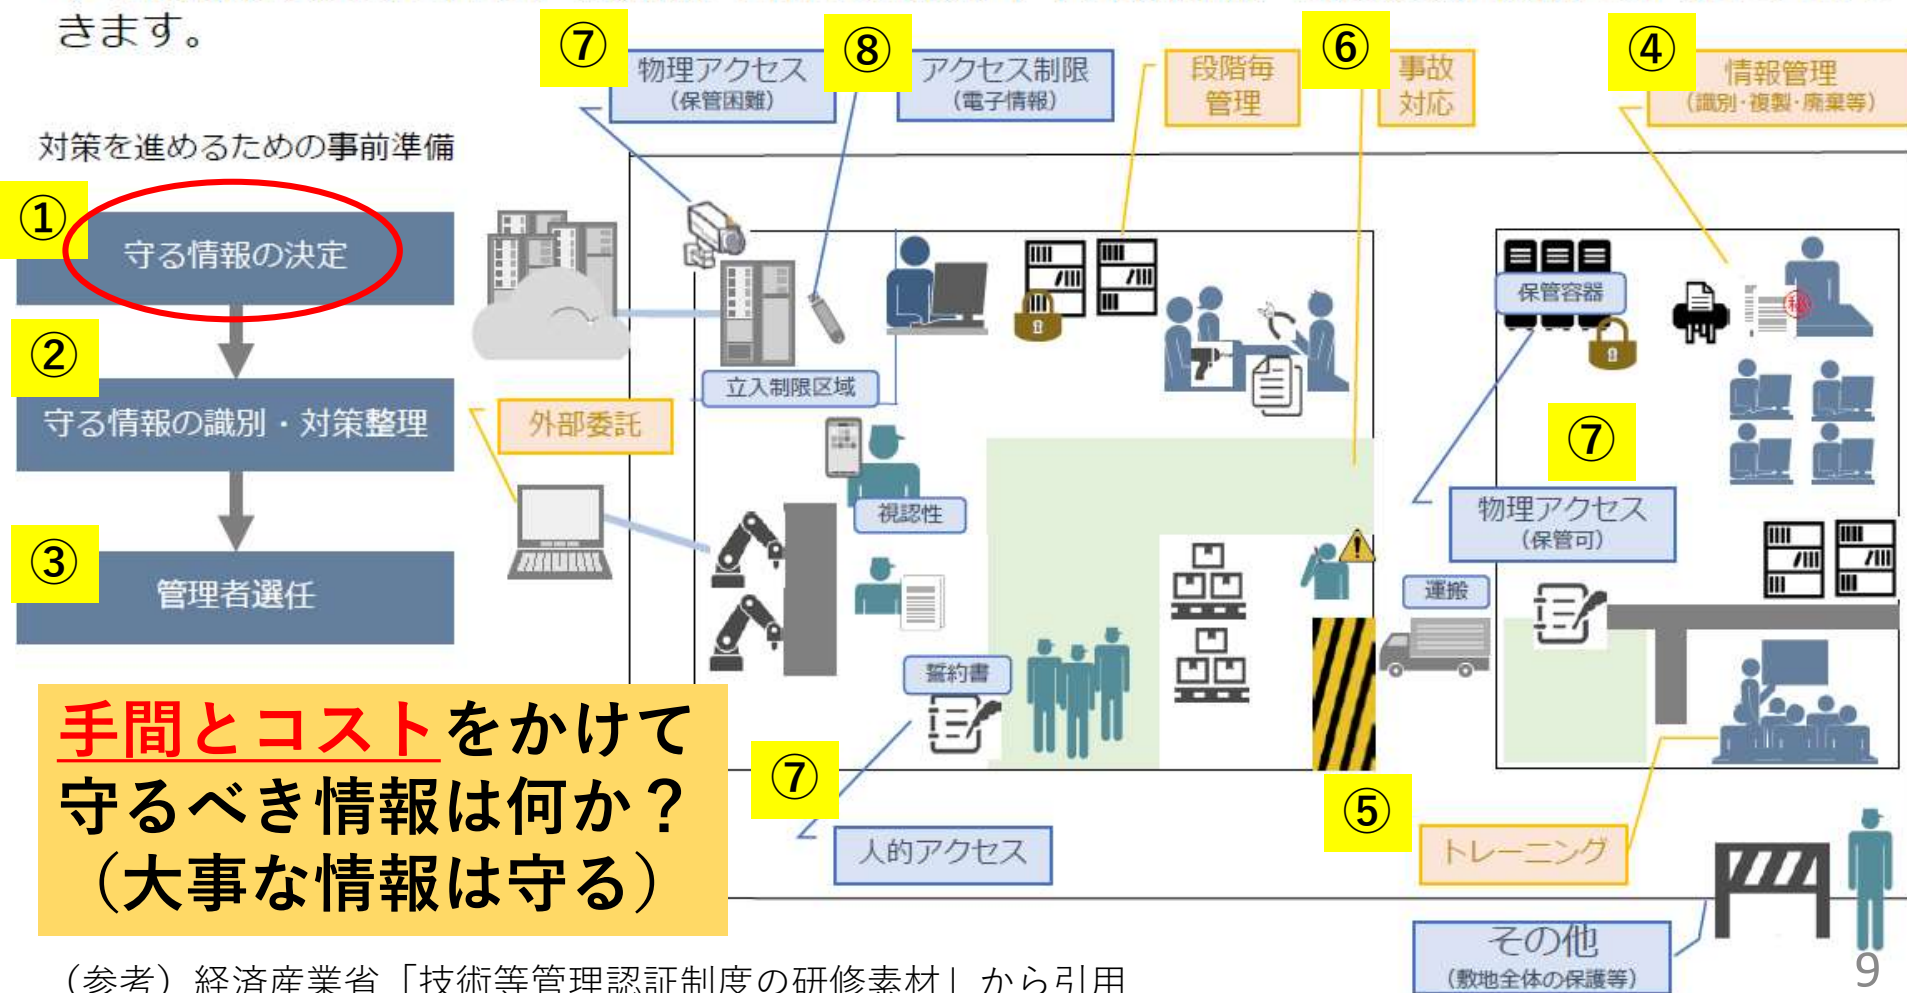 きます。
⑦
物理アクセス
（保管困難）
⑧
アクセス制限
（電子情報）
段階毎
管理
⑥
事故
対応
④
情報管理
（識別・複製・廃棄等）
対策を進めるための事前準備
①
守る情報の決定
②
守る情報の識別・対策整理
③
管理者選任
外部委託
立入制限区域
視認性
誓約書
保管容器
秘
⑦
物理アクセス
（保管可）
運搬
⑦
人的アクセス
⑤
トレーニング
その他
（敷地全体の保護等）
手間とコストをかけて
守るべき情報は何か？
（大事な情報は守る）
（参考）経済産業省「技術等管理認証制度の研修素材」から引用
9